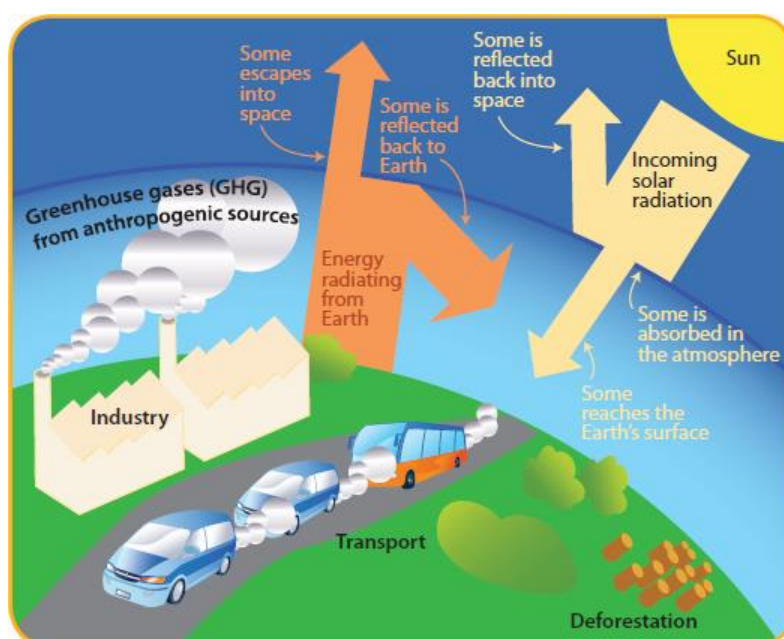 Some
escapes
into
space
Some is
reflected
back to
Earth
Some is
reflected
back into
space
Sun
Incoming
solar
radiation
Greenhouse gases (GHG)
from anthropogenic sources
Energy
radiating
from
Earth
Some is
absorbed in
the atmosphere
Some
reaches the
Earth's surface
Industry
Transport
Deforestation